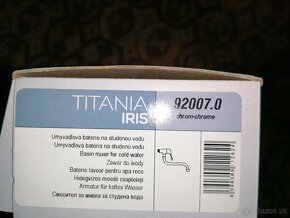 TITANIA
IRIS
92007.0
chrom-chrome
Umyvadlová baterie na studenou vodu
Umývadlová batéria na studenú vodu
Basin mixer for cold water
Zawór do wody
Baterie lavoar pentru apa rece
Hidegvizes mosdó csaptelep
Armatur für kaltes Wasser
Смесител за мивка за студена вода
bazos.sk